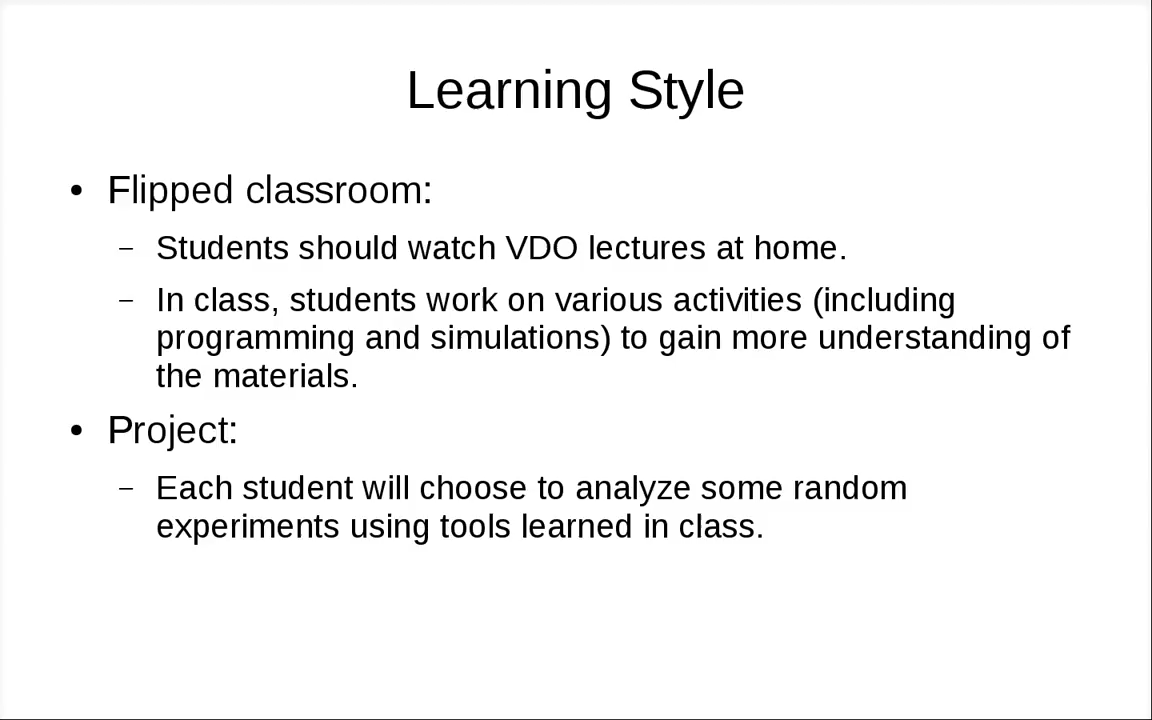 Learning Style
• Flipped classroom:
– Students should watch VDO lectures at home.
– In class, students work on various activities (including
programming and simulations) to gain more understanding of
the materials.
• Project:
– Each student will choose to analyze some random
experiments using tools learned in class.